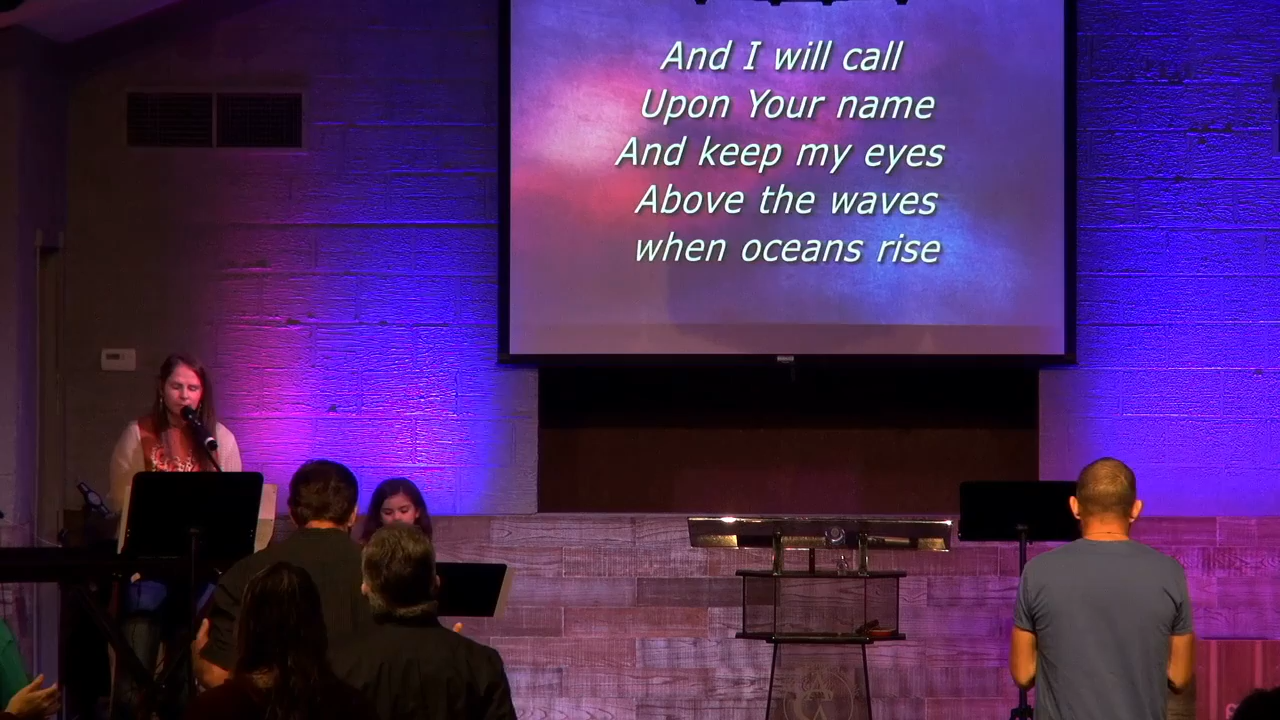 And I will call
Upon Your name
And keep my eyes
Above the waves
when oceans rise